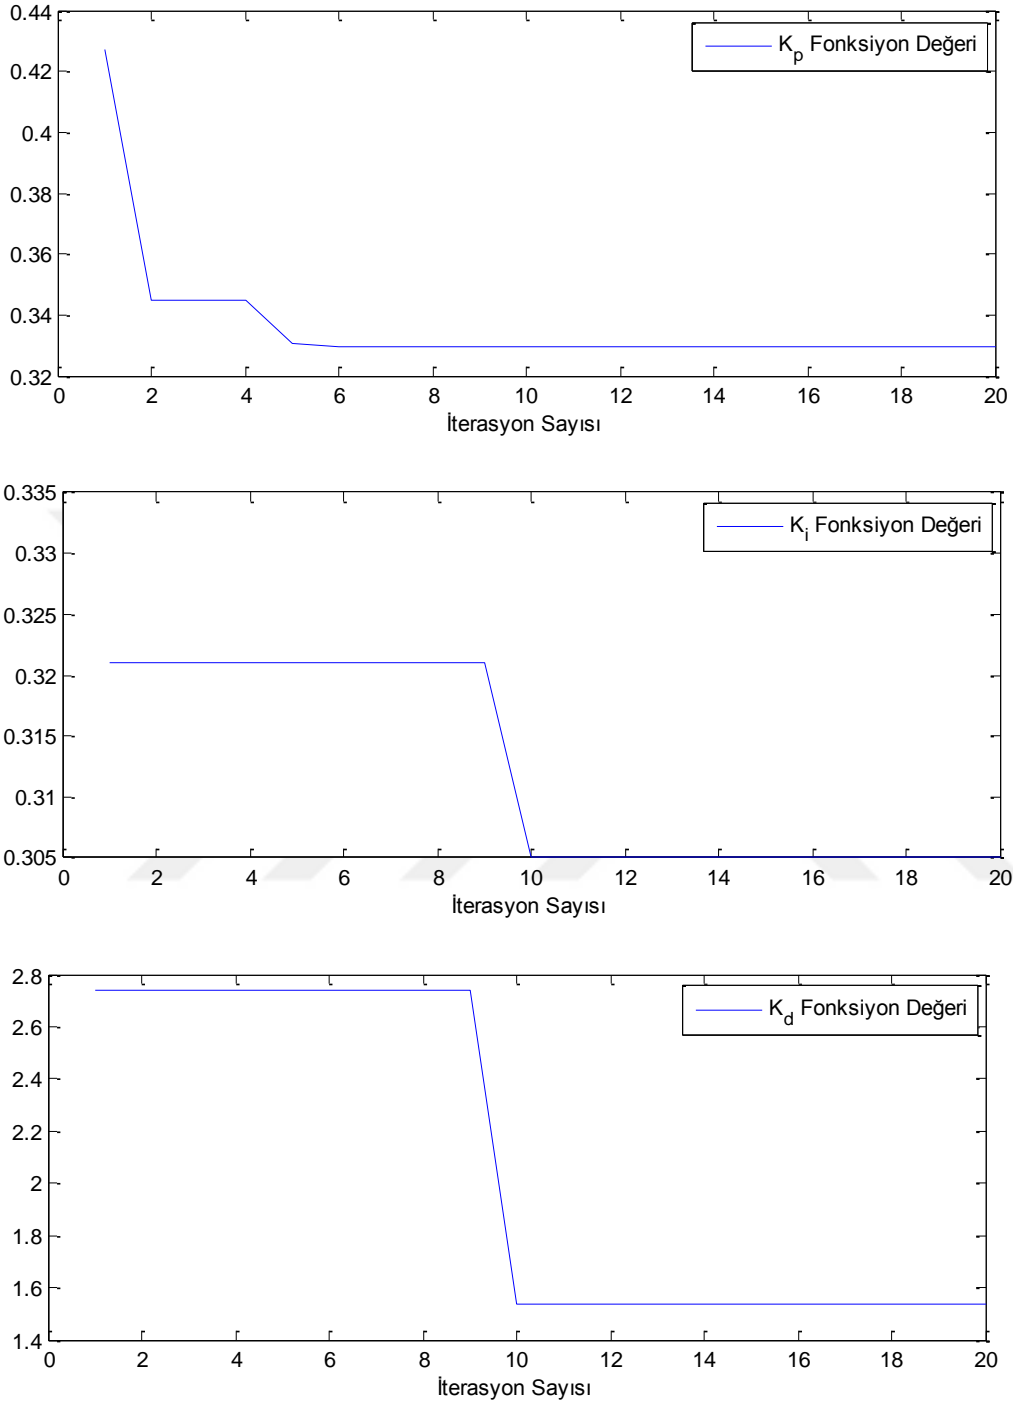 0.44
0.42
0.4
0.38
0.36
0.34
0.32
K_p Fonksiyon Değeri
0 2 4 6 8 10 12 14 16 18 20
İterasyon Sayısı
0.335
0.33
0.325
0.32
0.315
0.31
0.305
K_i Fonksiyon Değeri
0 2 4 6 8 10 12 14 16 18 20
İterasyon Sayısı
2.8
2.6
2.4
2.2
2
1.8
1.6
1.4
K_d Fonksiyon Değeri
0 2 4 6 8 10 12 14 16 18 20
İterasyon Sayısı